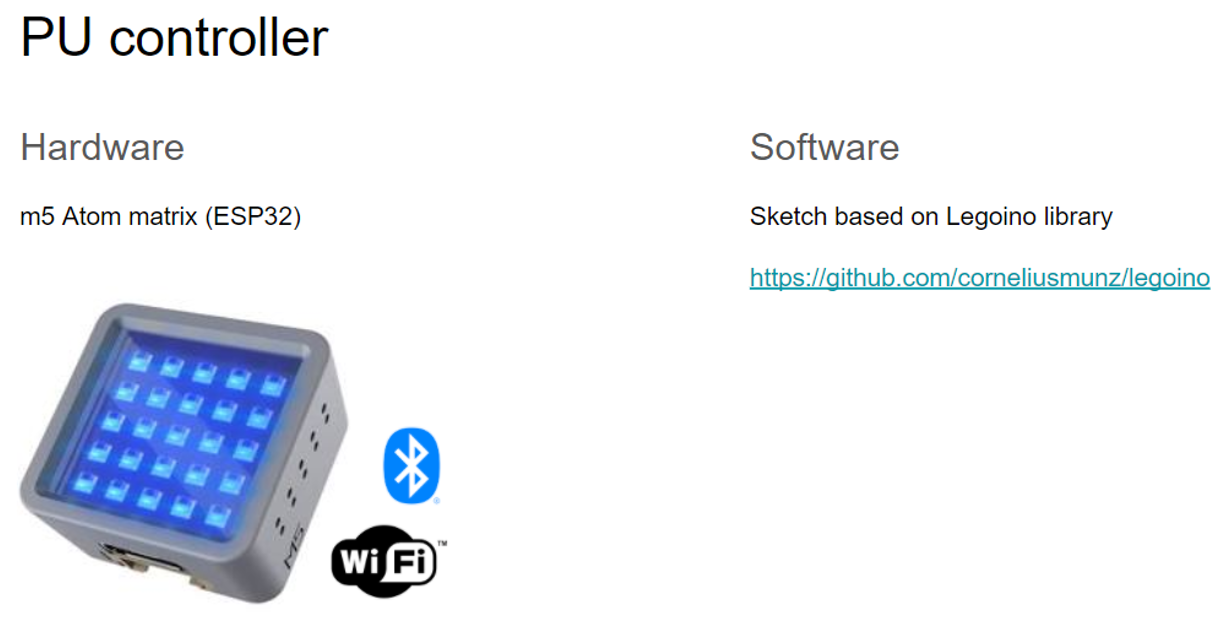 PU controller
Hardware
m5 Atom matrix (ESP32)
Software
Sketch based on Legoino library
https://github.com/corneliusmunz/legoino
M5
®
WiFi™